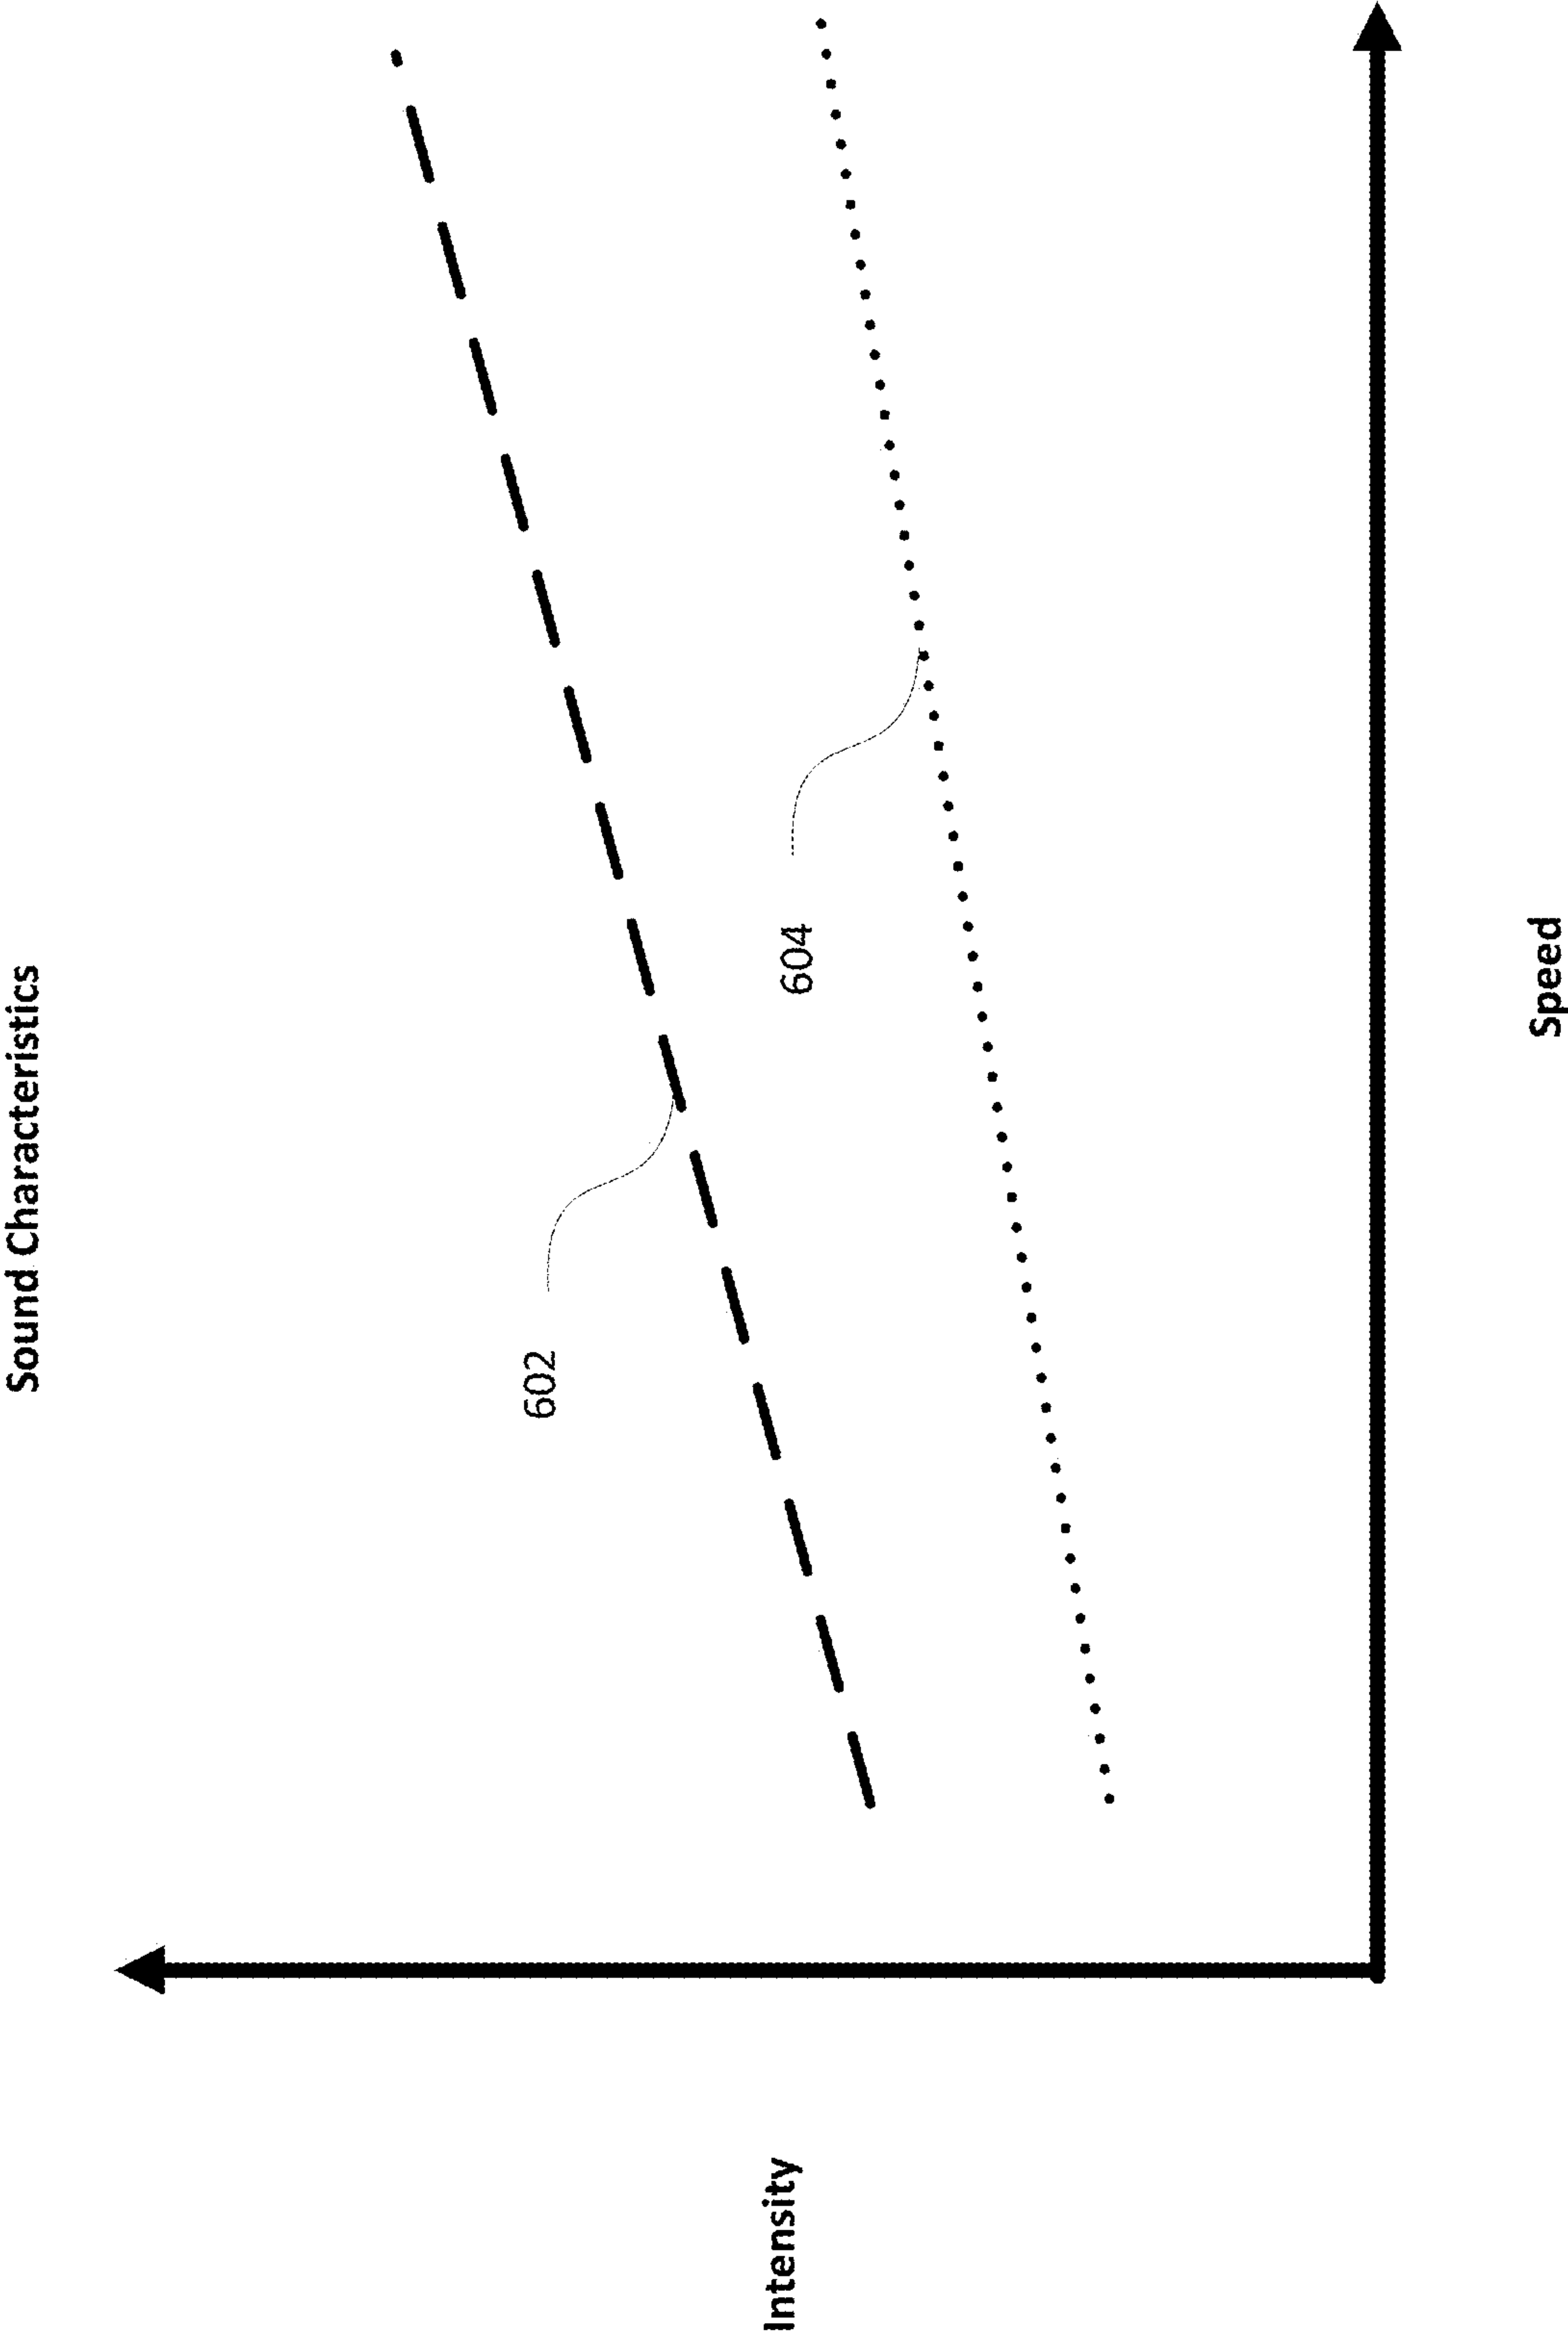 Sound Characteristics
602
604
Intensity
Speed